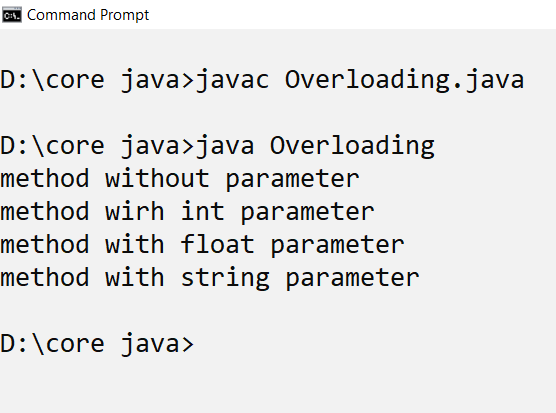 Command Prompt
D:\core java>javac Overloading.java
D:\core java>java Overloading
method without parameter
method wirh int parameter
method with float parameter
method with string parameter
D:\core java>